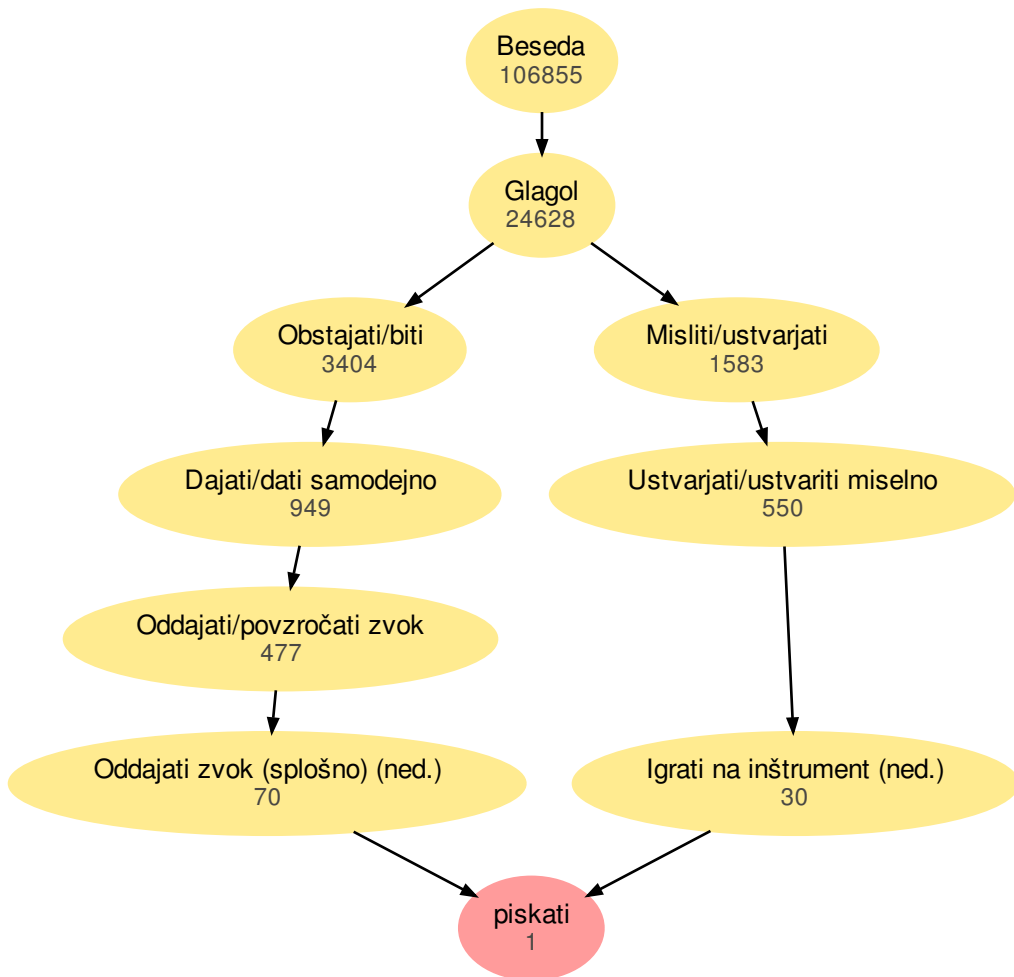 Beseda
106855
Glagol
24628
Obstajati/biti
3404
Misliti/ustvarjati
1583
Dajati/dati samodejno
949
Ustvarjati/ustvariti miselno
550
Oddajati/povzročati zvok
477
Oddajati zvok (splošno) (ned.)
70
Igrati na inštrument (ned.)
30
piskati
1